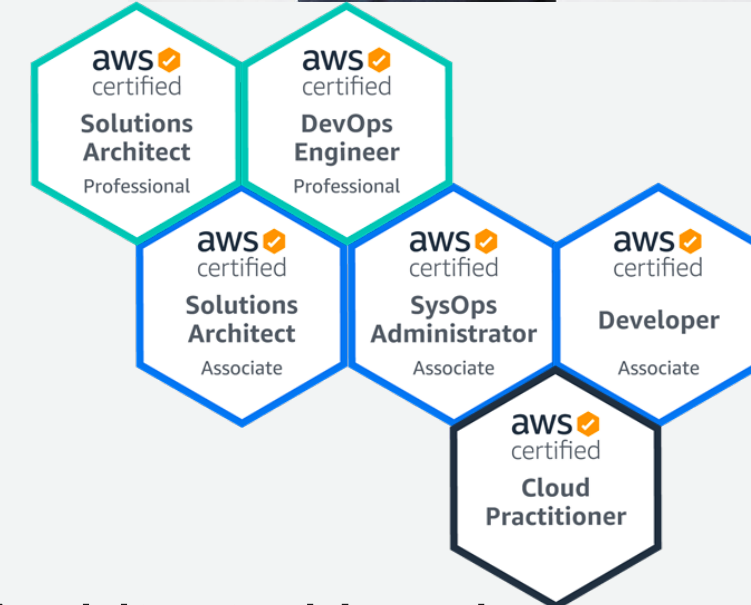 aws
certified
Solutions
Architect
Professional
aws
certified
DevOps
Engineer
Professional
aws
certified
Solutions
Architect
Associate
aws
certified
SysOps
Administrator
Associate
aws
certified
Developer
Associate
aws
certified
Cloud
Practitioner